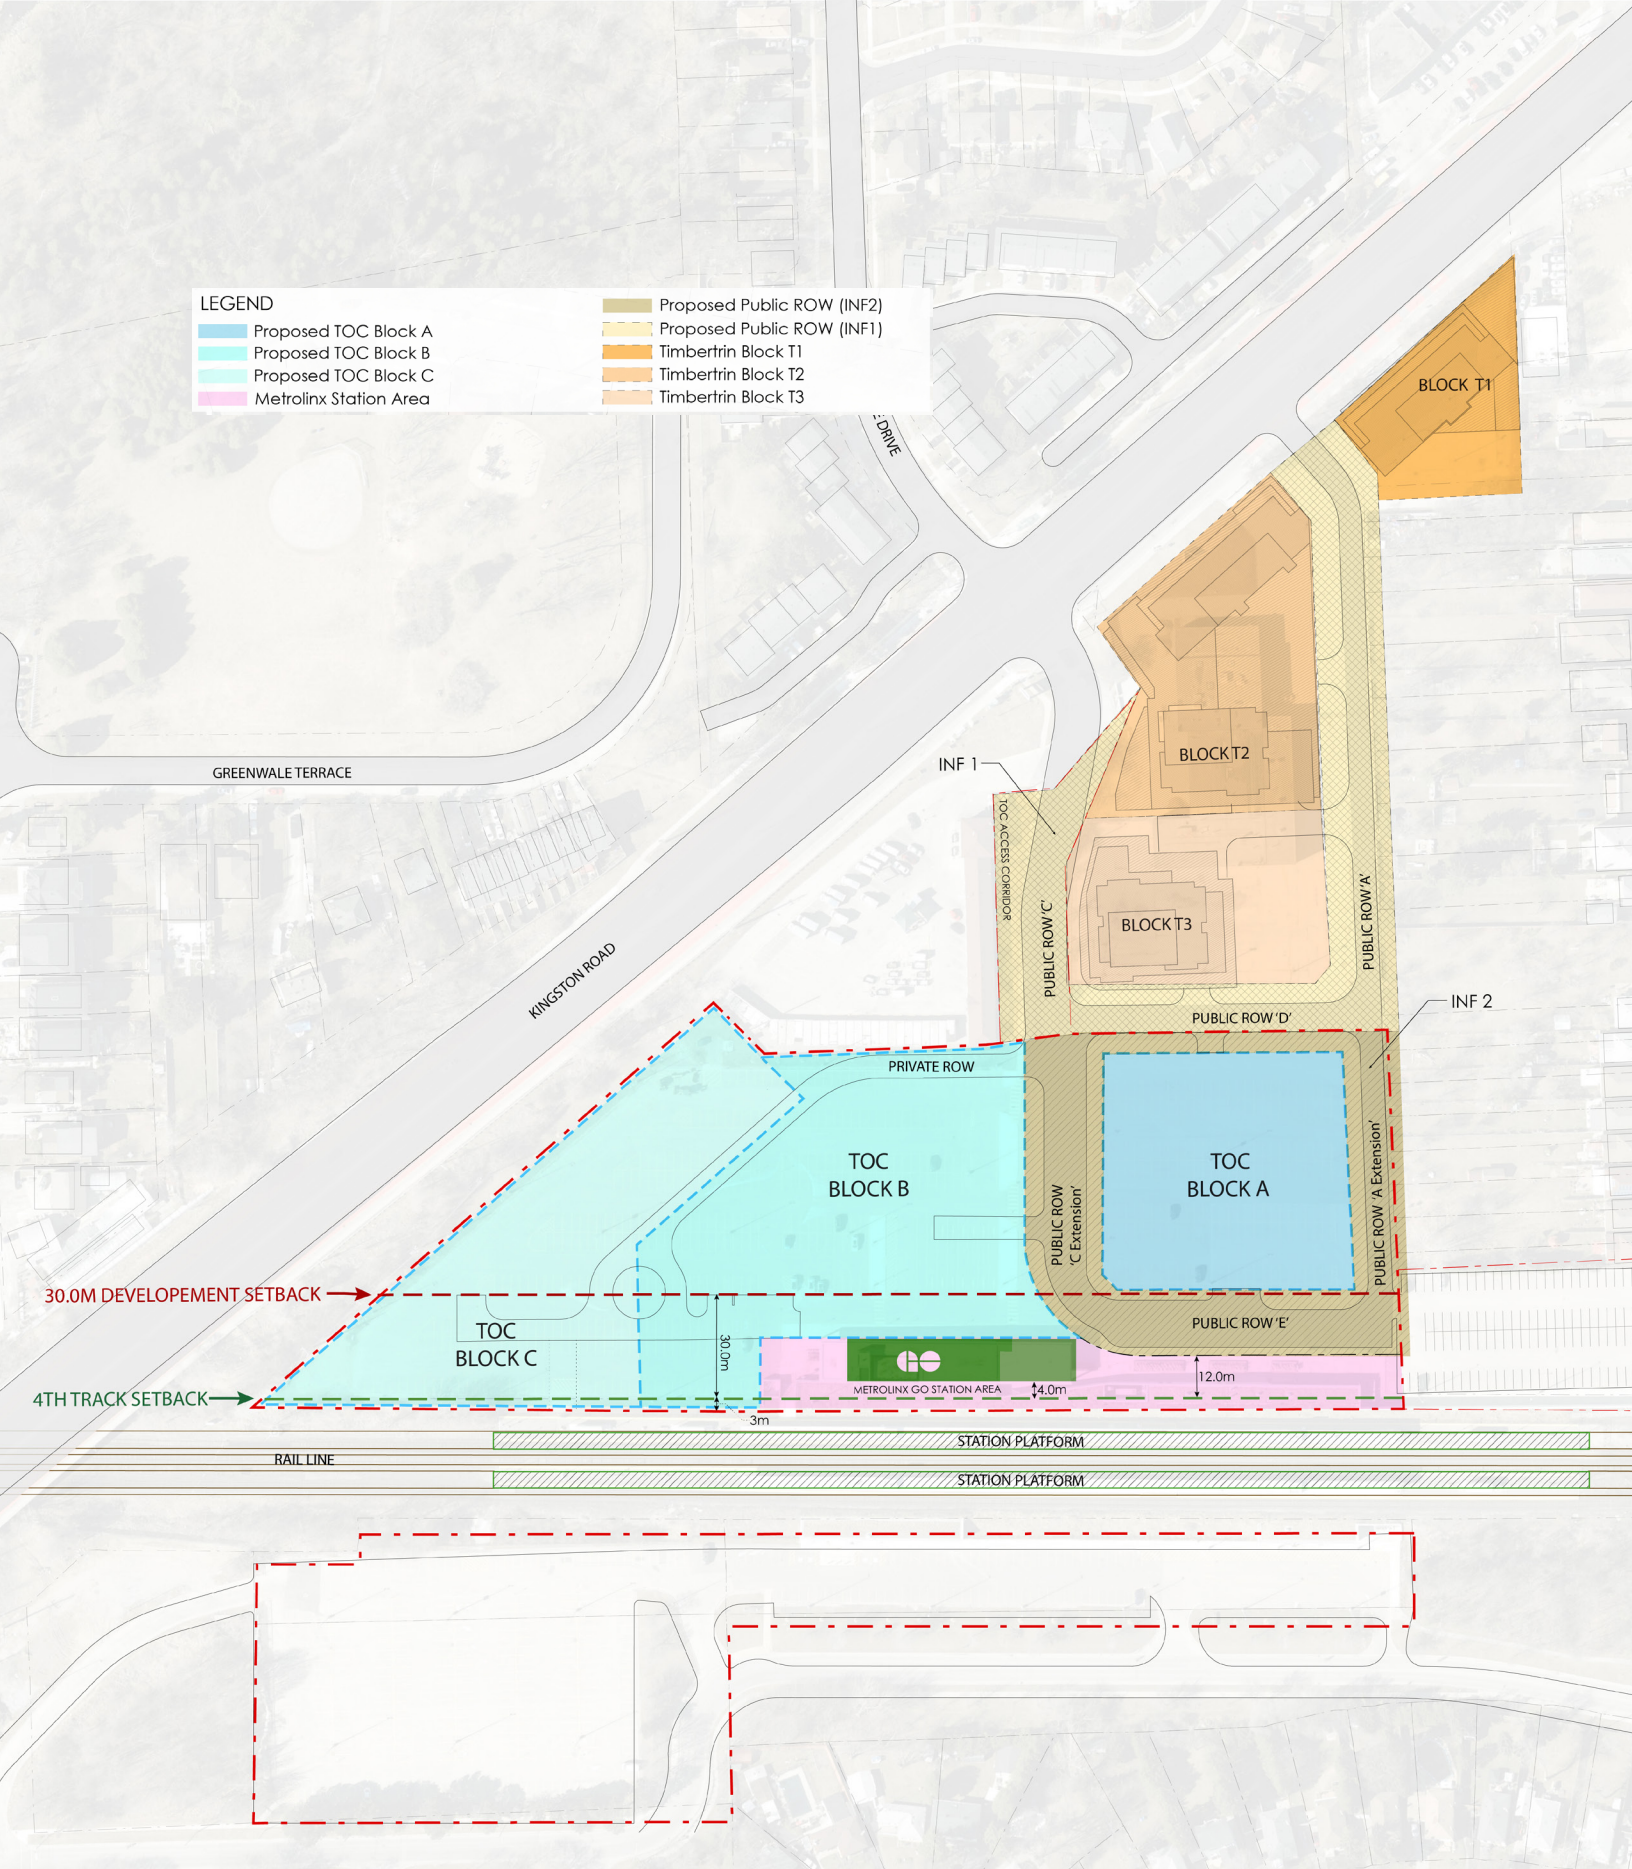 LEGEND
Proposed TOC Block A
Proposed TOC Block B
Proposed TOC Block C
Metrolinx Station Area
Proposed Public ROW (INF2)
Proposed Public ROW (INF1)
Timbertrin Block T1
Timbertrin Block T2
Timbertrin Block T3
E DRIVE
BLOCK T1
GREENWALE TERRACE
BLOCK T2
INF 1
TOC ACCESS CORRIDOR
PUBLIC ROW 'C'
BLOCK T3
PUBLIC ROW 'A'
KINGSTON ROAD
INF 2
PUBLIC ROW 'D'
PRIVATE ROW
TOC
BLOCK B
TOC
BLOCK A
PUBLIC ROW
'C Extension'
PUBLIC ROW 'A Extension'
30.0M DEVELOPEMENT SETBACK
PUBLIC ROW 'E'
TOC
BLOCK C
30.0m
GO
12.0m
METROLINX GO STATION AREA
4.0m
4TH TRACK SETBACK
3m
STATION PLATFORM
RAIL LINE
STATION PLATFORM